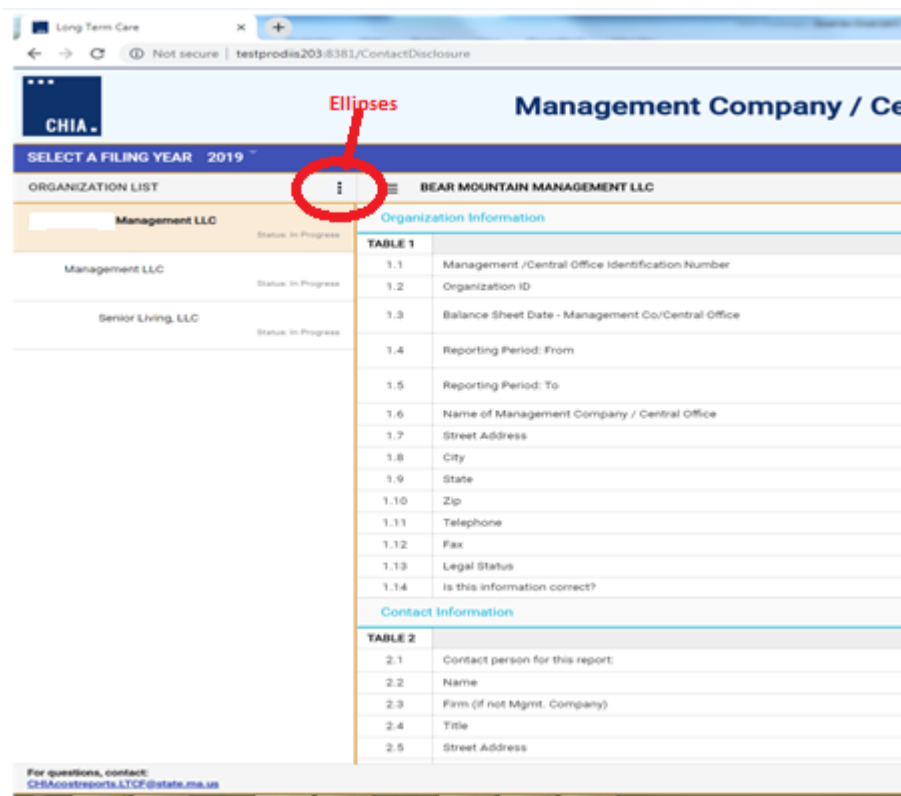 Long Term Care
Not secure | testprodiis203:8381/ContactDisclosure
CHIA.
Ellipses
Management Company / Ce
SELECT A FILING YEAR 2019
ORGANIZATION LIST
BEAR MOUNTAIN MANAGEMENT LLC
Management LLC
Status: In Progress
Management LLC
Status: In Progress
Senior Living, LLC
Status: In Progress
Organization Information
TABLE 1
1.1 Management /Central Office Identification Number
1.2 Organization ID
1.3 Balance Sheet Date - Management Co/Central Office
1.4 Reporting Period: From
1.5 Reporting Period: To
1.6 Name of Management Company / Central Office
1.7 Street Address
1.8 City
1.9 State
1.10 Zip
1.11 Telephone
1.12 Fax
1.13 Legal Status
1.14 Is this information correct?
Contact Information
TABLE 2
2.1 Contact person for this report:
2.2 Name
2.3 Firm (if not Mgmt. Company)
2.4 Title
2.5 Street Address
For questions, contact:
CHIAcostreports.LTCF@state.ma.us